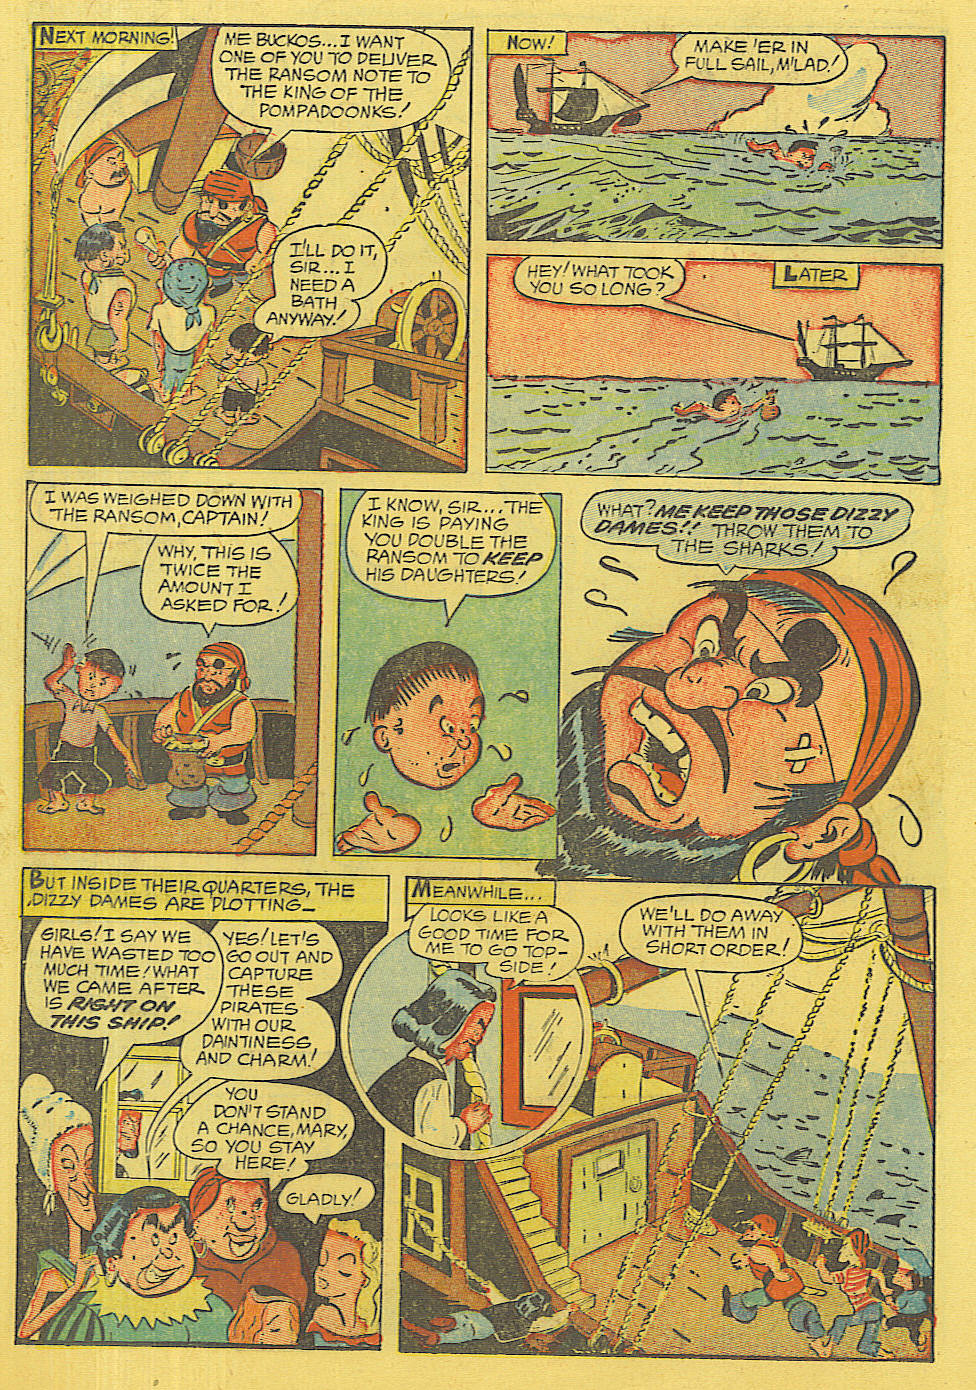 NEXT MORNING!
ME BUCKOS...I WANT
ONE OF YOU TO DELIVER
THE RANSOM NOTE TO
THE KING OF THE
POMPADOONKS!
I'LL DO IT,
SIR...I
NEED A
BATH
ANYWAY!
NOW!
MAKE 'ER IN
FULL SAIL, M'LAD!
HEY! WHAT TOOK
YOU SO LONG?
LATER
I WAS WEIGHED DOWN WITH
THE RANSOM, CAPTAIN!
WHY, THIS IS
TWICE THE
AMOUNT I
ASKED FOR!
I KNOW, SIR...THE
KING IS PAYING
YOU DOUBLE THE
RANSOM TO KEEP
HIS DAUGHTERS!
WHAT? ME KEEP THOSE DIZZY
DAMES!! THROW THEM TO
THE SHARKS!
BUT INSIDE THEIR QUARTERS, THE
DIZZY DAMES ARE PLOTTING_
GIRLS! I SAY WE
HAVE WASTED TOO
MUCH TIME! WHAT
WE CAME AFTER
IS RIGHT ON
THIS SHIP!
YES! LET'S
GO OUT AND
CAPTURE
THESE
PIRATES
WITH OUR
DAINTINESS
AND CHARM!
YOU
DON'T STAND
A CHANCE, MARY,
SO YOU STAY
HERE!
GLADLY!
MEANWHILE...
LOOKS LIKE A
GOOD TIME FOR
ME TO GO TOP-
SIDE!
WE'LL DO AWAY
WITH THEM IN
SHORT ORDER!